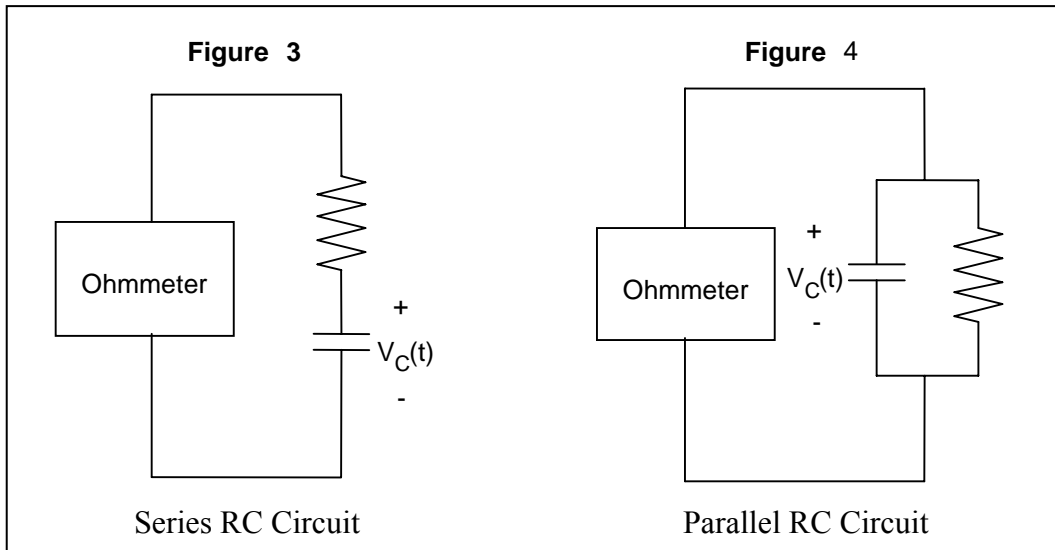 Figure 3
Ohmmeter
+
V_C(t)
-
Series RC Circuit
Figure 4
Ohmmeter
+
V_C(t)
-
Parallel RC Circuit